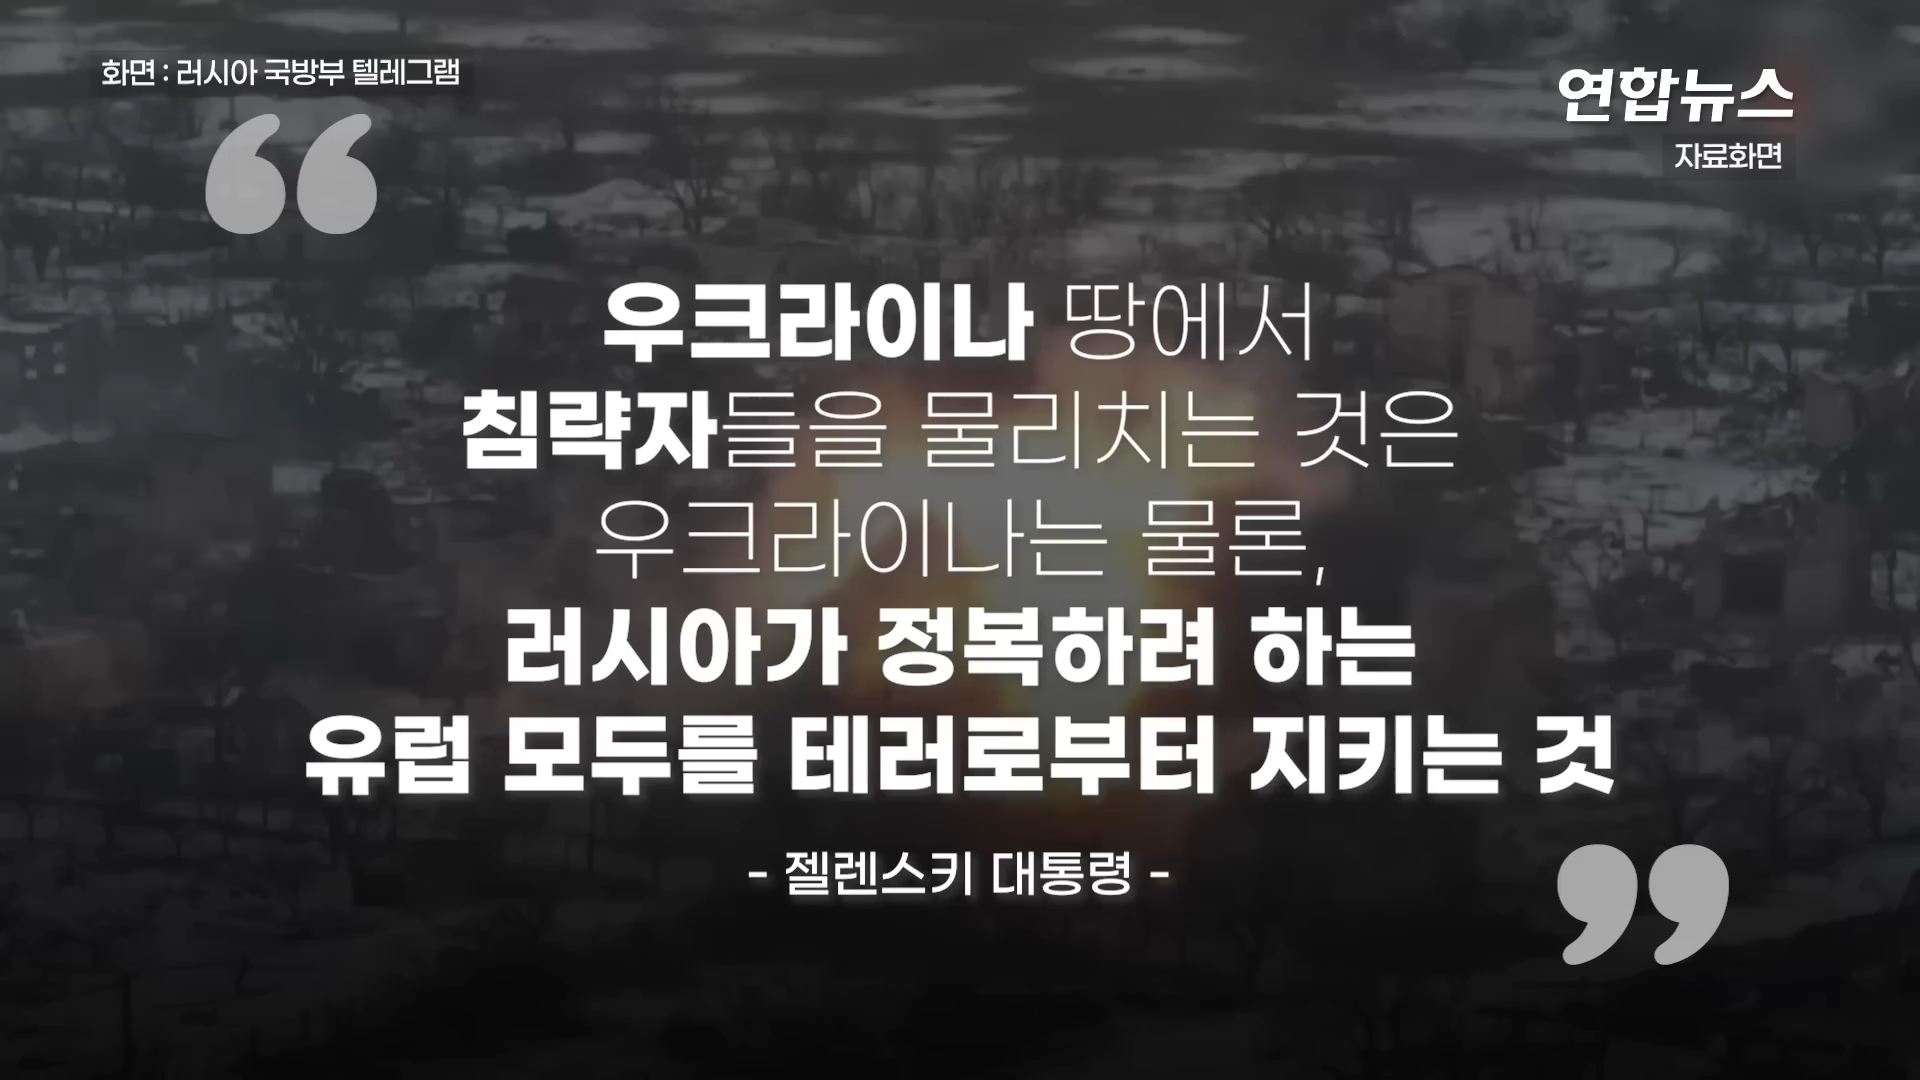 화면 : 러시아 국방부 텔레그램
연합뉴스
자료화면
우크라이나 땅에서
침략자들을 물리치는 것은
우크라이나는 물론,
러시아가 정복하려 하는
유럽 모두를 테러로부터 지키는 것
- 젤렌스키 대통령 -